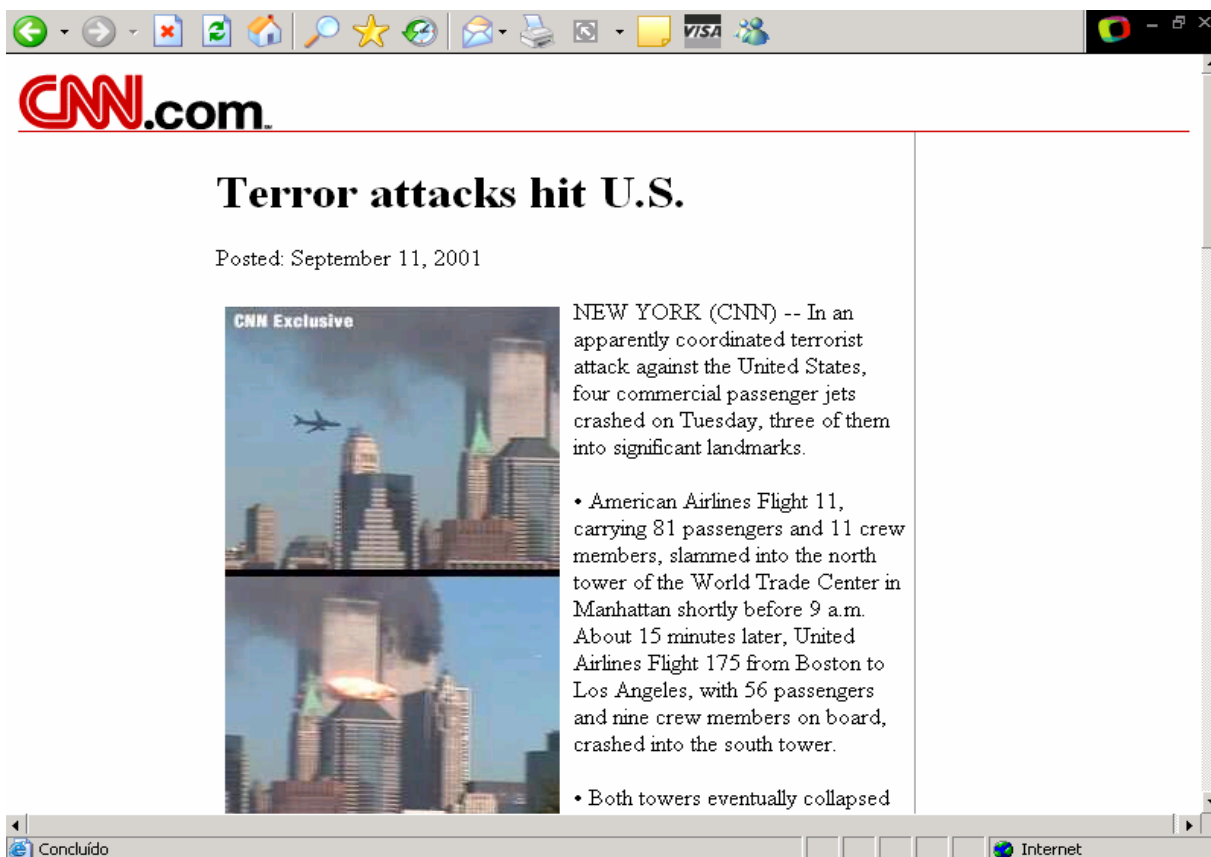 VISA
CNN.com
Terror attacks hit U.S.
Posted: September 11, 2001
CNN Exclusive
NEW YORK (CNN) -- In an
apparently coordinated terrorist
attack against the United States,
four commercial passenger jets
crashed on Tuesday, three of them
into significant landmarks.
• American Airlines Flight 11,
carrying 81 passengers and 11 crew
members, slammed into the north
tower of the World Trade Center in
Manhattan shortly before 9 a.m.
About 15 minutes later, United
Airlines Flight 175 from Boston to
Los Angeles, with 56 passengers
and nine crew members on board,
crashed into the south tower.
• Both towers eventually collapsed
Concluído
Internet